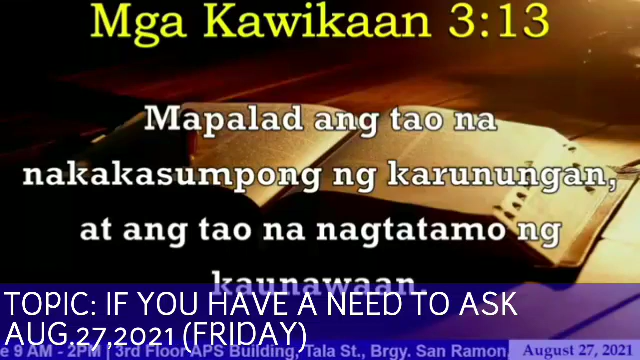 Mga Kawikaan 3:13
Mapalad ang tao na
nakakasumpong ng karunungan,
at ang tao na nagtatamo ng
kaunawaan.
TOPIC: IF YOU HAVE A NEED TO ASK
AUG,27,2021 (FRIDAY)
e 9 AM - 2PM | 3rd Floor APS Building, Tala St., Brgy. San Ramon August 27, 2021